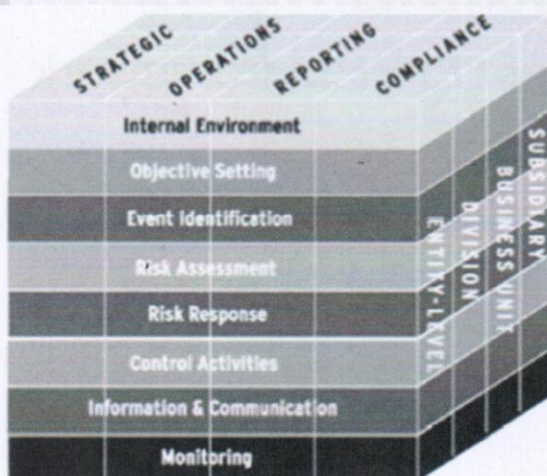 STRATEGIC
OPERATIONS
REPORTING
COMPLIANCE
Internal Environment
Objective Setting
Event Identification
Risk Assessment
Risk Response
Control Activities
Information & Communication
Monitoring
ENTITY-LEVEL
DIVISION
BUSINESS UNIT
SUBSIDIARY